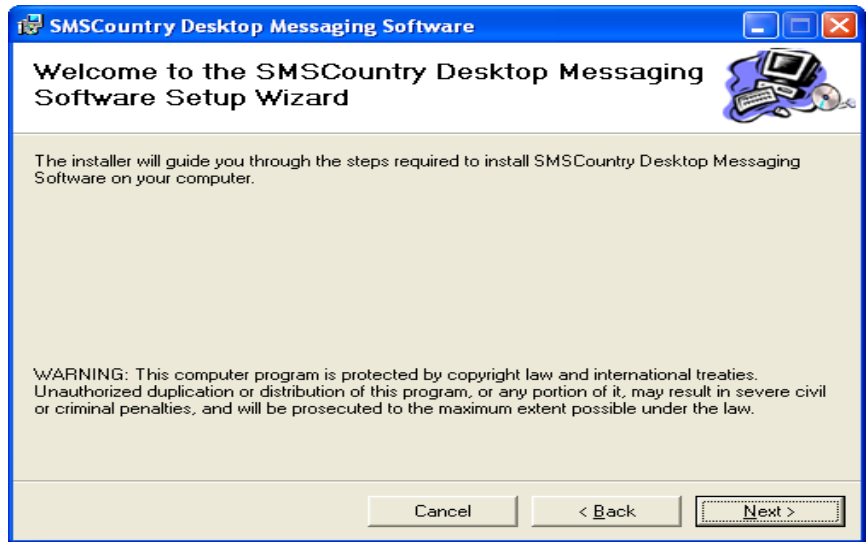 SMSCountry Desktop Messaging Software
Welcome to the SMSCountry Desktop Messaging
Software Setup Wizard
The installer will guide you through the steps required to install SMSCountry Desktop Messaging
Software on your computer.
WARNING: This computer program is protected by copyright law and international treaties.
Unauthorized duplication or distribution of this program, or any portion of it, may result in severe civil
or criminal penalties, and will be prosecuted to the maximum extent possible under the law.
Cancel
< Back
Next >